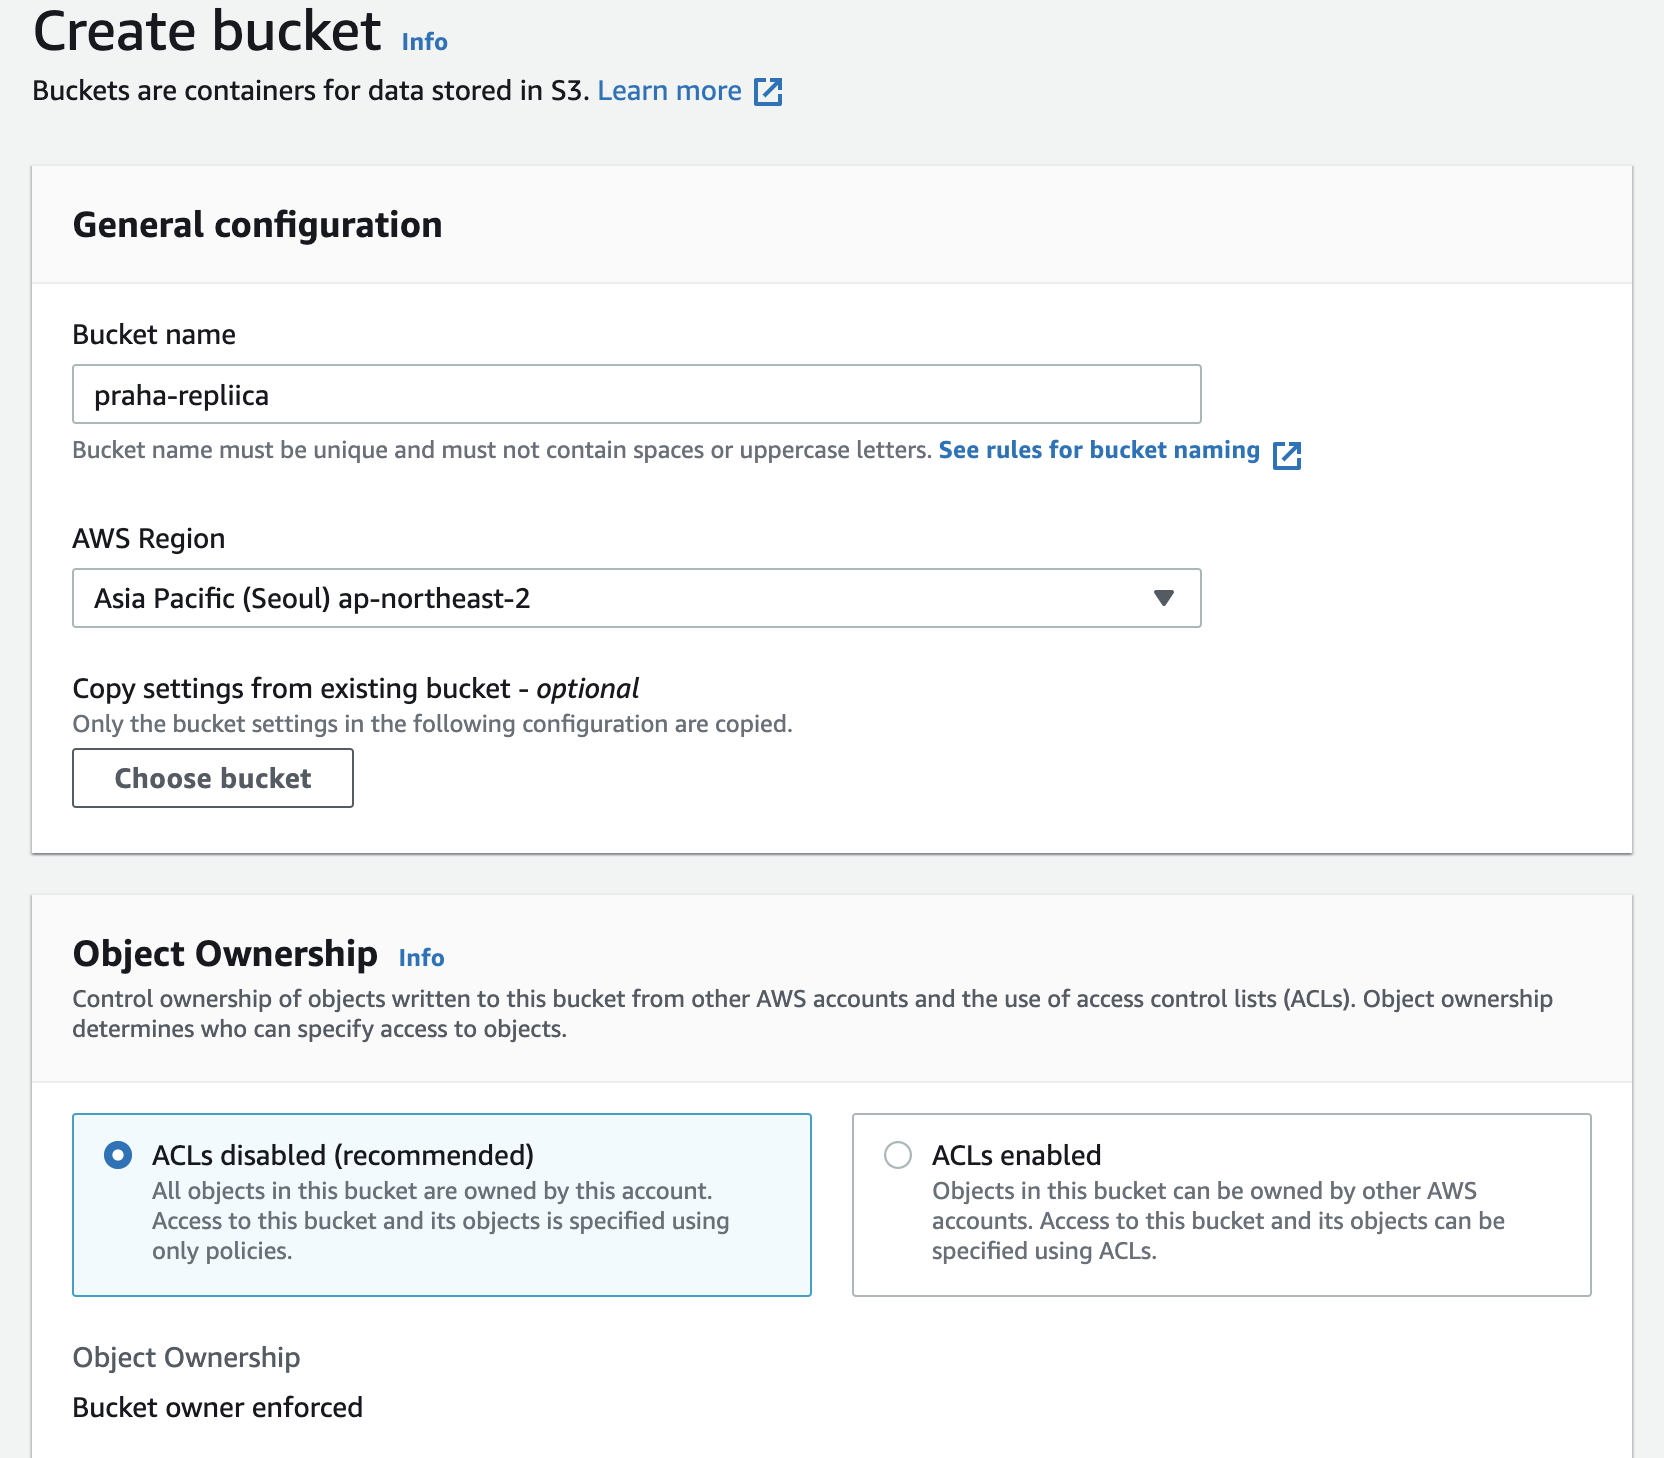 Create bucket Info
Buckets are containers for data stored in S3. Learn more
General configuration
Bucket name
praha-repliica
Bucket name must be unique and must not contain spaces or uppercase letters. See rules for bucket naming
AWS Region
Asia Pacific (Seoul) ap-northeast-2
Copy settings from existing bucket - optional
Only the bucket settings in the following configuration are copied.
Choose bucket
Object Ownership Info
Control ownership of objects written to this bucket from other AWS accounts and the use of access control lists (ACLs). Object ownership
determines who can specify access to objects.
ACLs disabled (recommended)
All objects in this bucket are owned by this account.
Access to this bucket and its objects is specified using
only policies.
ACLs enabled
Objects in this bucket can be owned by other AWS
accounts. Access to this bucket and its objects can be
specified using ACLs.
Object Ownership
Bucket owner enforced